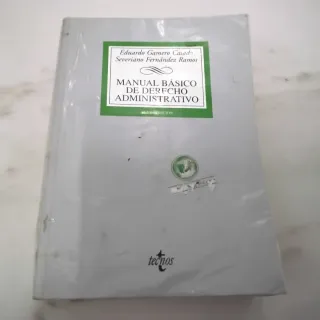 Eduardo Gamero Casado
Severiano Fernández Ramos
MANUAL BÁSICO
DE DERECHO
ADMINISTRATIVO
tecnos